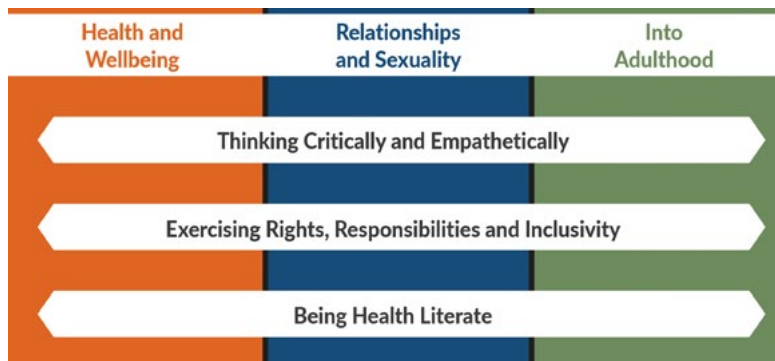 Health and
Wellbeing
Relationships
and Sexuality
Into
Adulthood
Thinking Critically and Empathetically
Exercising Rights, Responsibilities and Inclusivity
Being Health Literate